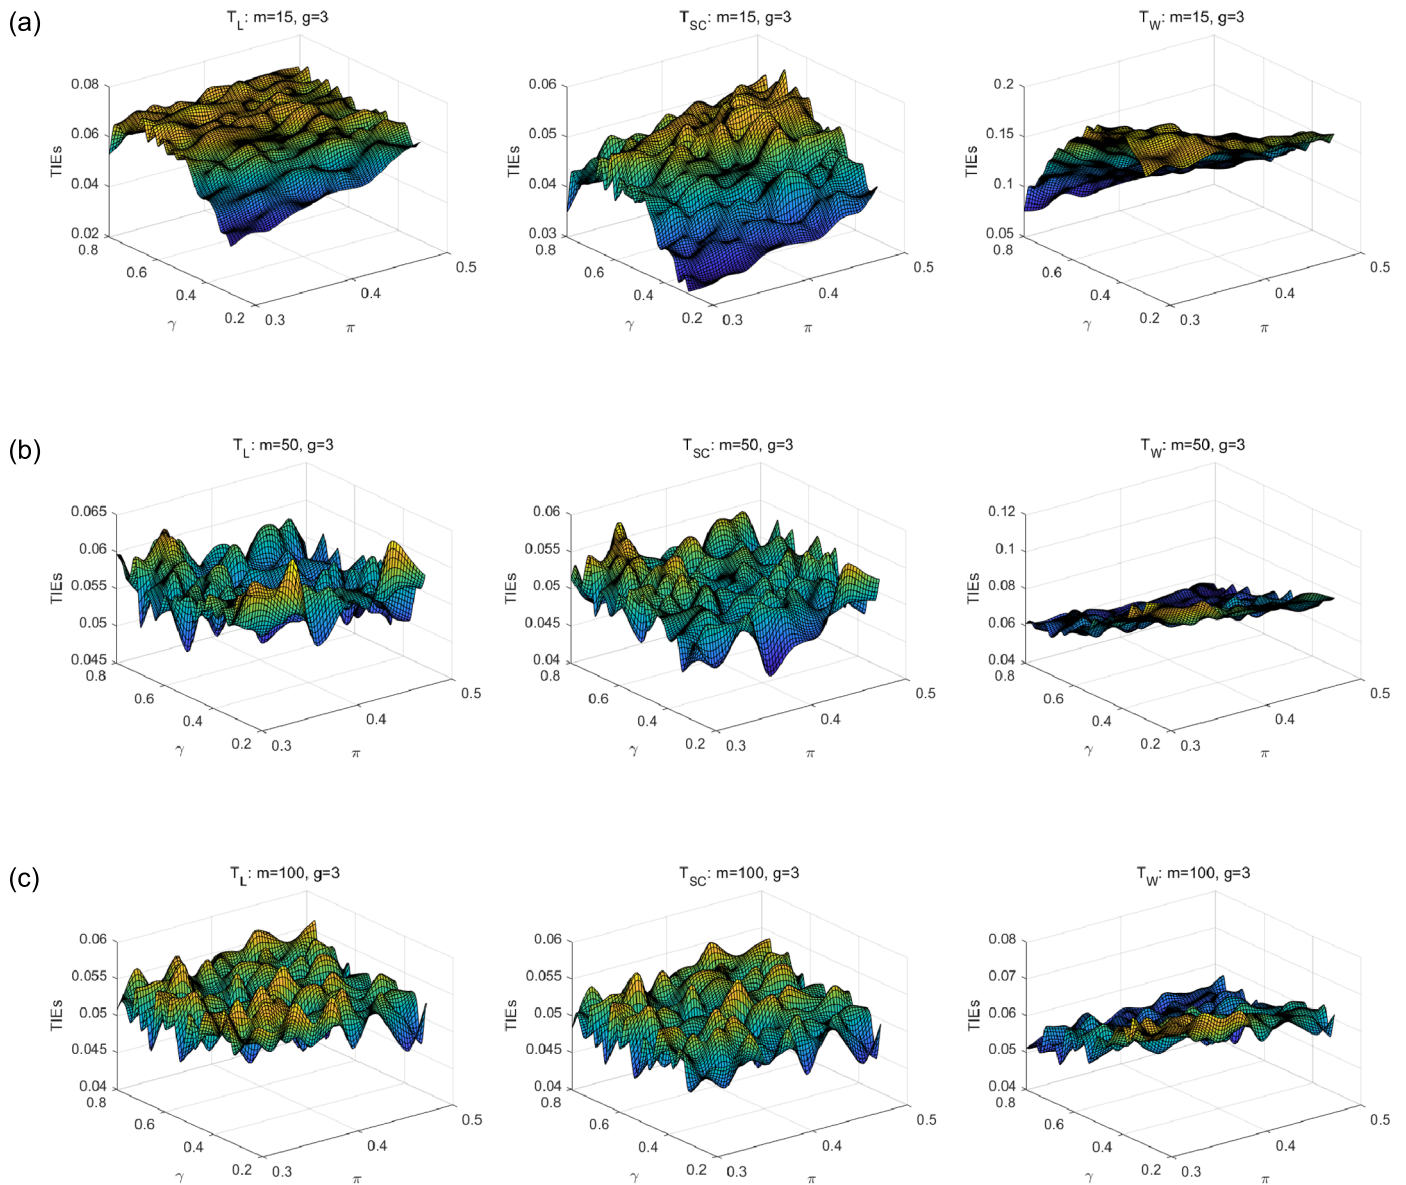 (a)
T_L: m=15, g=3
0.08
0.06
0.04
0.02
TIEs
0.8
0.6
0.4
0.2
γ
0.3
0.4
0.5
π
T_SC: m=15, g=3
0.06
0.05
0.04
0.03
TIEs
0.8
0.6
0.4
0.2
γ
0.3
0.4
0.5
π
T_W: m=15, g=3
0.2
0.15
0.1
0.05
TIEs
0.8
0.6
0.4
0.2
γ
0.3
0.4
0.5
π
(b)
T_L: m=50, g=3
0.065
0.06
0.055
0.05
0.045
TIEs
0.8
0.6
0.4
0.2
γ
0.3
0.4
0.5
π
T_SC: m=50, g=3
0.06
0.055
0.05
0.045
0.04
TIEs
0.8
0.6
0.4
0.2
γ
0.3
0.4
0.5
π
T_W: m=50, g=3
0.12
0.1
0.08
0.06
0.04
TIEs
0.8
0.6
0.4
0.2
γ
0.3
0.4
0.5
π
(c)
T_L: m=100, g=3
0.06
0.055
0.05
0.045
0.04
TIEs
0.8
0.6
0.4
0.2
γ
0.3
0.4
0.5
π
T_SC: m=100, g=3
0.06
0.055
0.05
0.045
0.04
TIEs
0.8
0.6
0.4
0.2
γ
0.3
0.4
0.5
π
T_W: m=100, g=3
0.08
0.07
0.06
0.05
0.04
TIEs
0.8
0.6
0.4
0.2
γ
0.3
0.4
0.5
π